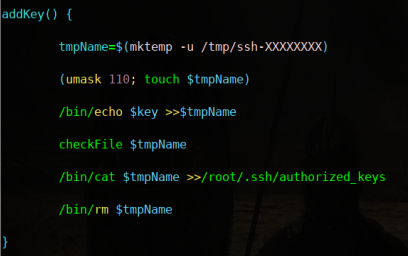 addKey() {
tmpName=$(mktemp -u /tmp/ssh-XXXXXXXX)
(umask 110; touch $tmpName)
/bin/echo $key >>$tmpName
checkFile $tmpName
/bin/cat $tmpName >>/root/.ssh/authorized_keys
/bin/rm $tmpName
}